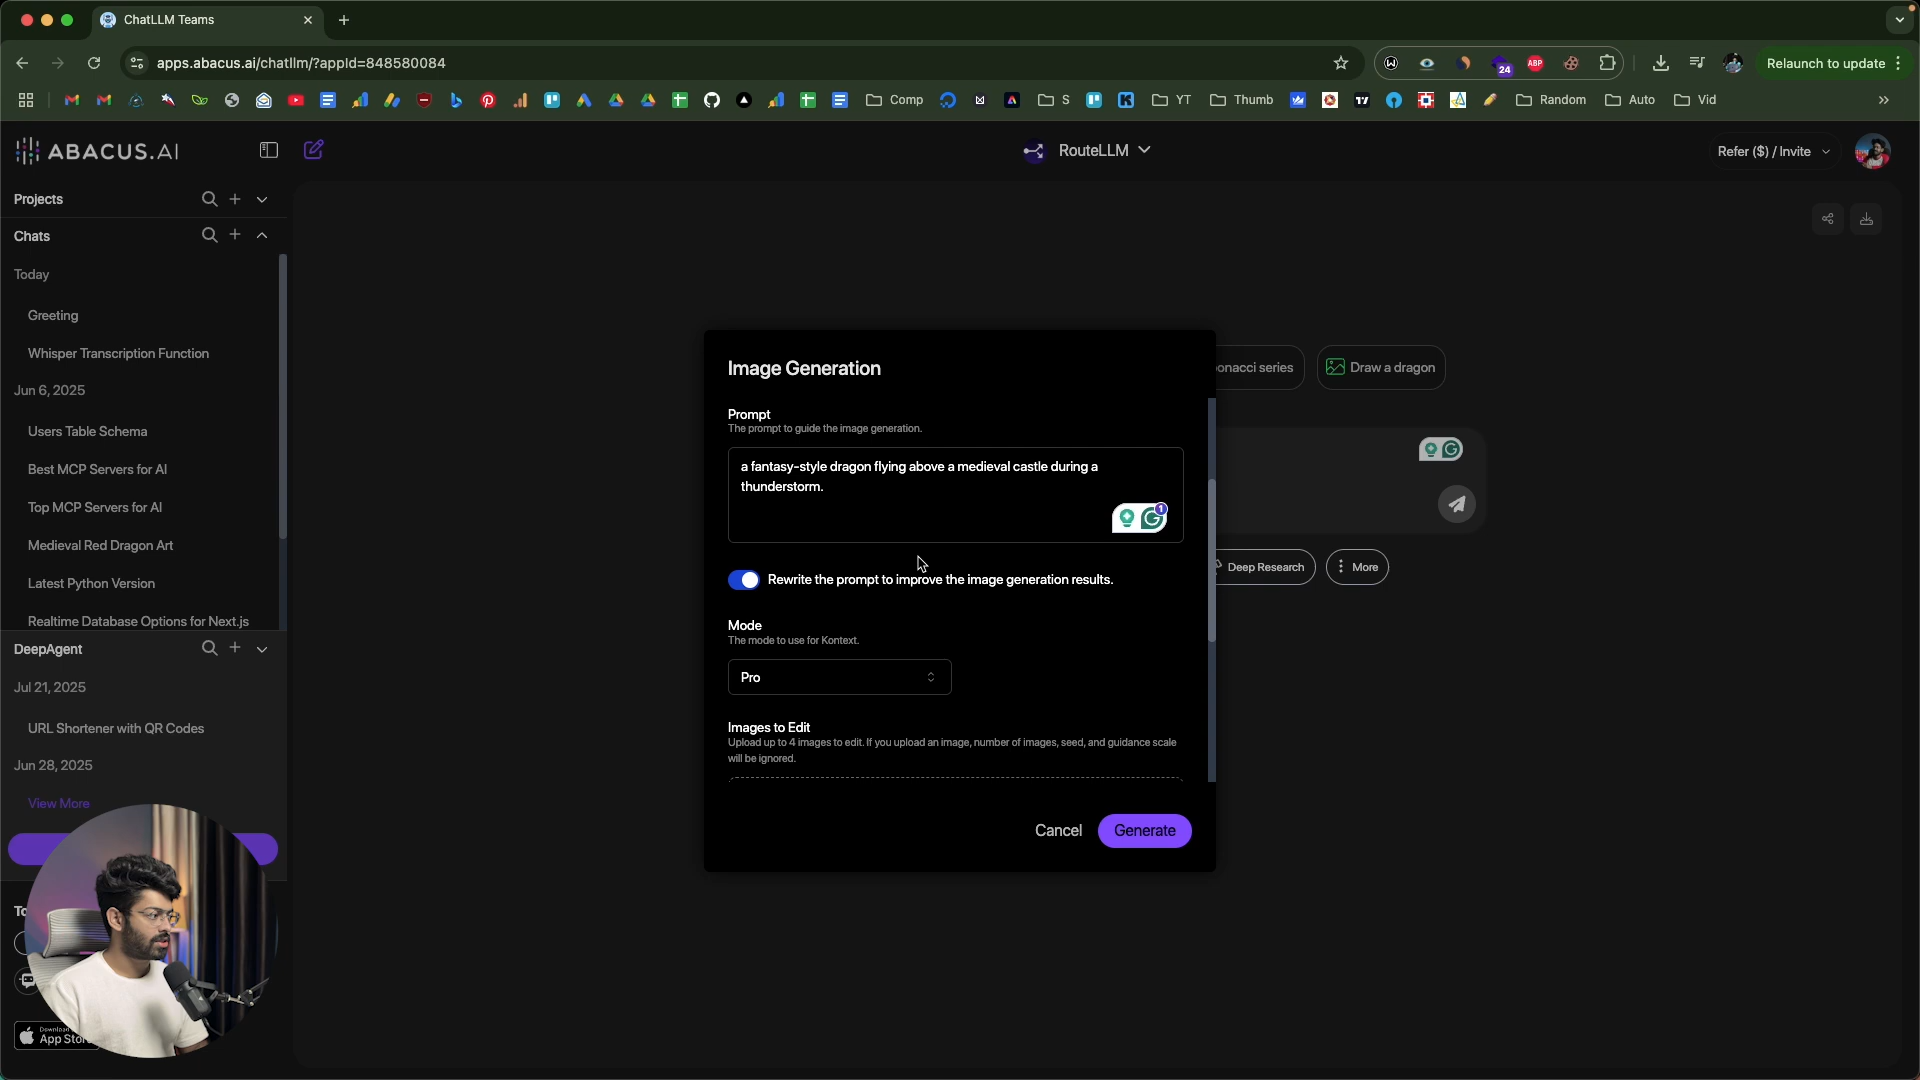 ChatLLM Teams
apps.abacus.ai/chatllm/?appId=848580084
24
ABP
Relaunch to update
Comp
S
YT
Thumb
Random
Auto
Vid
ABACUS.AI
RouteLLM
Refer ($) / Invite
Projects
Chats
Today
Greeting
Whisper Transcription Function
Jun 6, 2025
Users Table Schema
Best MCP Servers for AI
Top MCP Servers for AI
Medieval Red Dragon Art
Latest Python Version
Realtime Database Options for Next.js
DeepAgent
Jul 21, 2025
URL Shortener with QR Codes
Jun 28, 2025
View More
To
Download
App Stor
onacci series
Draw a dragon
Deep Research
More
Image Generation
Prompt
The prompt to guide the image generation.
a fantasy-style dragon flying above a medieval castle during a
thunderstorm.
1
Rewrite the prompt to improve the image generation results.
Mode
The mode to use for Kontext.
Pro
Images to Edit
Upload up to 4 images to edit. If you upload an image, number of images, seed, and guidance scale
will be ignored.
Cancel
Generate